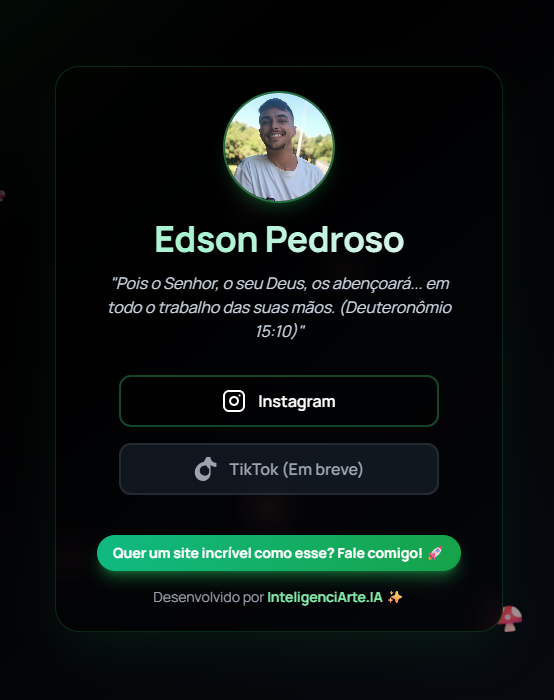 Edson Pedroso
"Pois o Senhor, o seu Deus, os abençoará... em
todo o trabalho das suas mãos. (Deuteronômio
15:10)"
Instagram
TikTok (Em breve)
Quer um site incrível como esse? Fale comigo! 🚀
Desenvolvido por InteligenciArte.IA ✨